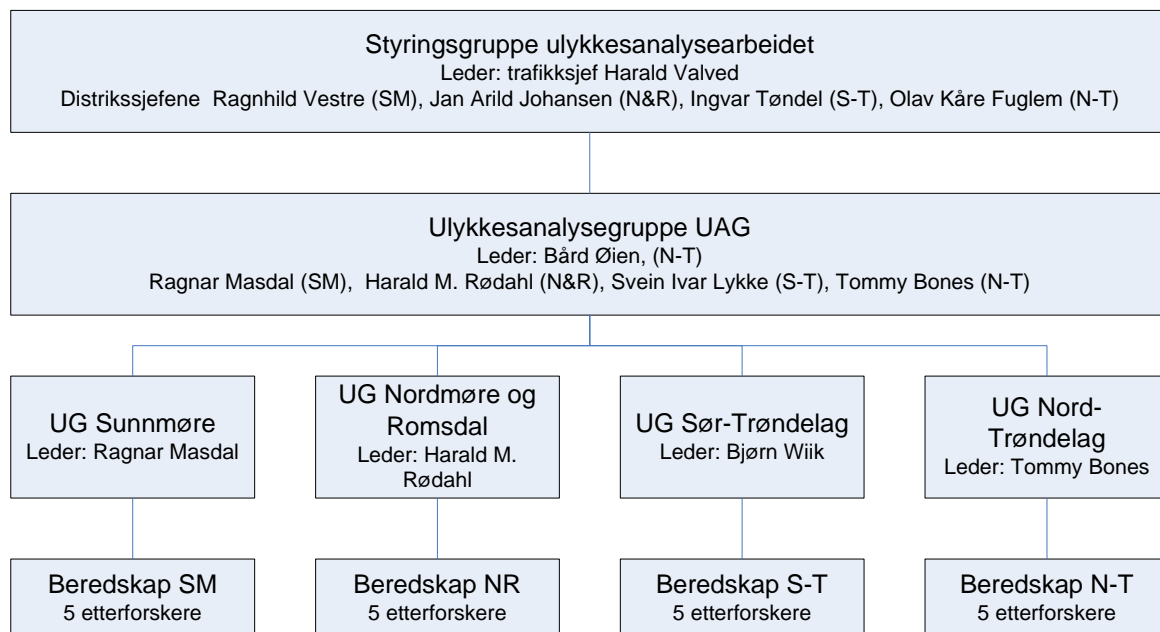 Styringsgruppe ulykkesanalysearbeidet
Leder: trafikksjef Harald Valved
Distrikssjefene Ragnhild Vestre (SM), Jan Arild Johansen (N&R), Ingvar Tøndel (S-T), Olav Kåre Fuglem (N-T)
Ulykkesanalysegruppe UAG
Leder: Bård Øien, (N-T)
Ragnar Masdal (SM), Harald M. Rødahl (N&R), Svein Ivar Lykke (S-T), Tommy Bones (N-T)
UG Sunnmøre
Leder: Ragnar Masdal
UG Nordmøre og
Romsdal
Leder: Harald M.
Rødahl
UG Sør-Trøndelag
Leder: Bjørn Wiik
UG Nord-
Trøndelag
Leder: Tommy Bones
Beredskap SM
5 etterforskere
Beredskap NR
5 etterforskere
Beredskap S-T
5 etterforskere
Beredskap N-T
5 etterforskere